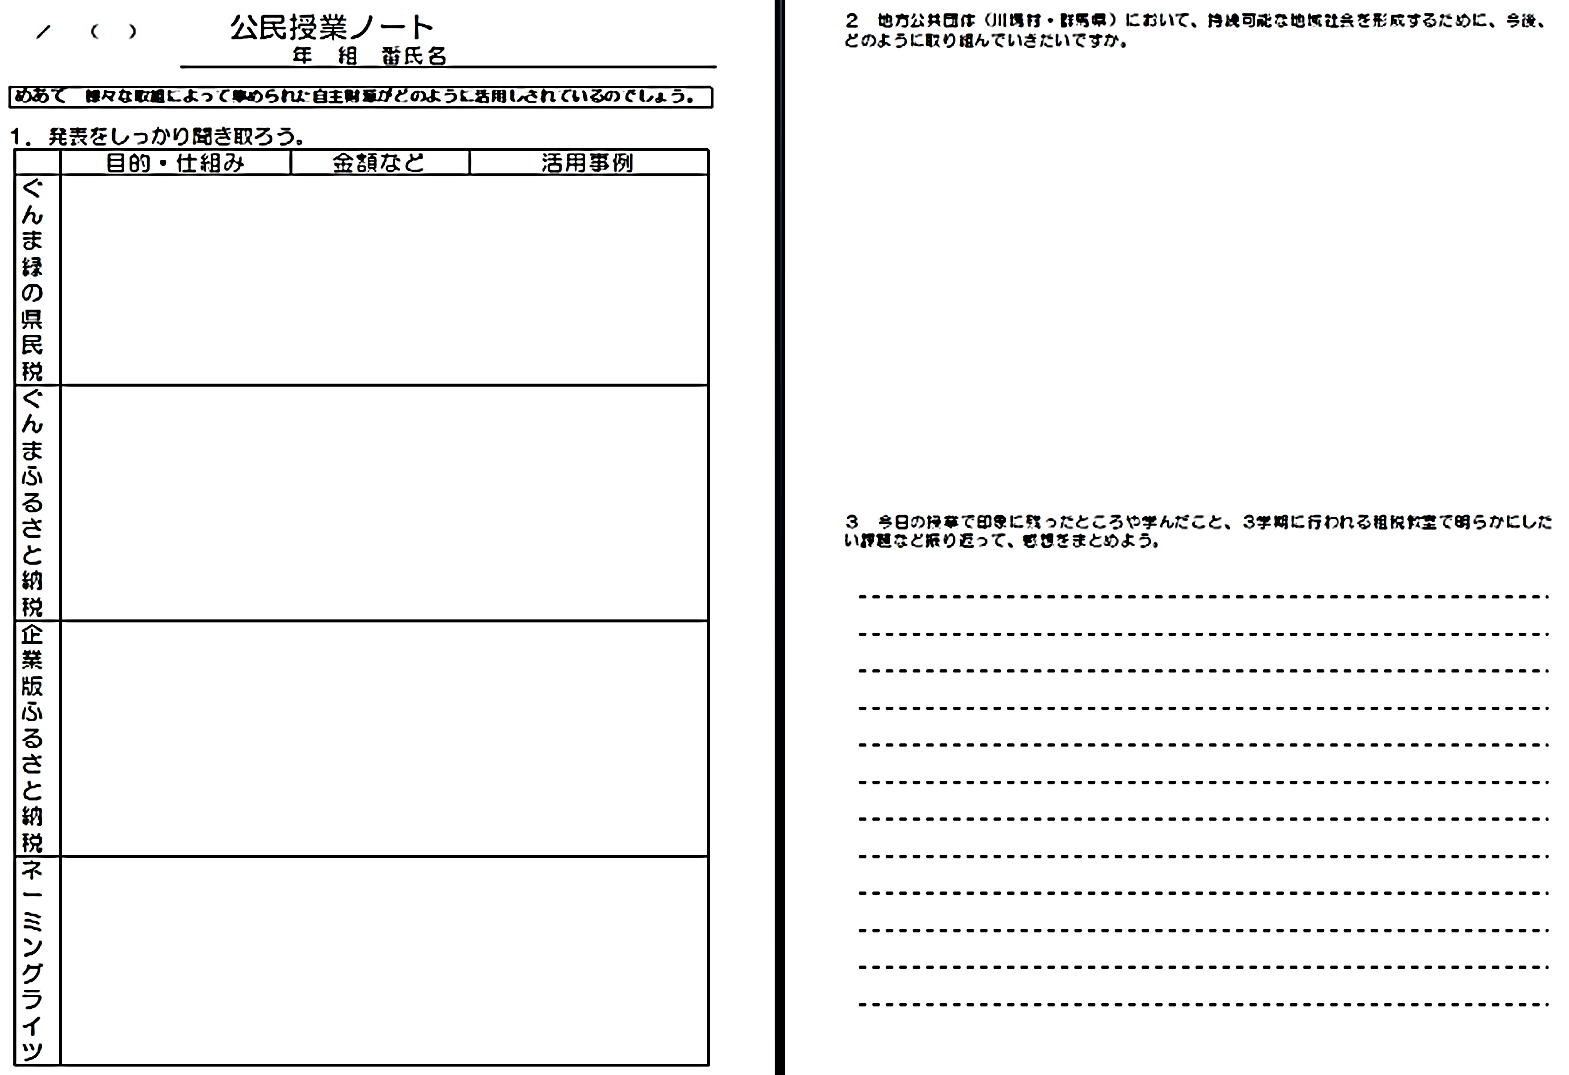 ／　（　）　公民授業ノート
年　組　番氏名
めあて　様々な取組によって集められた自主財源がどのように活用しされているのでしょう。
1．発表をしっかり聞き取ろう。
目的・仕組み　金額など　活用事例
ぐんま緑の県民税
ぐんまふるさと納税
企業版ふるさと納税
ネーミングライツ
2　地方公共団体（川場村・群馬県）において、持続可能な地域社会を形成するために、今後、
どのように取り組んでいきたいですか。
3　今日の授業で印象に残ったところや学んだこと、3学期に行われる租税教室で明らかにした
い課題など振り返って、感想をまとめよう。